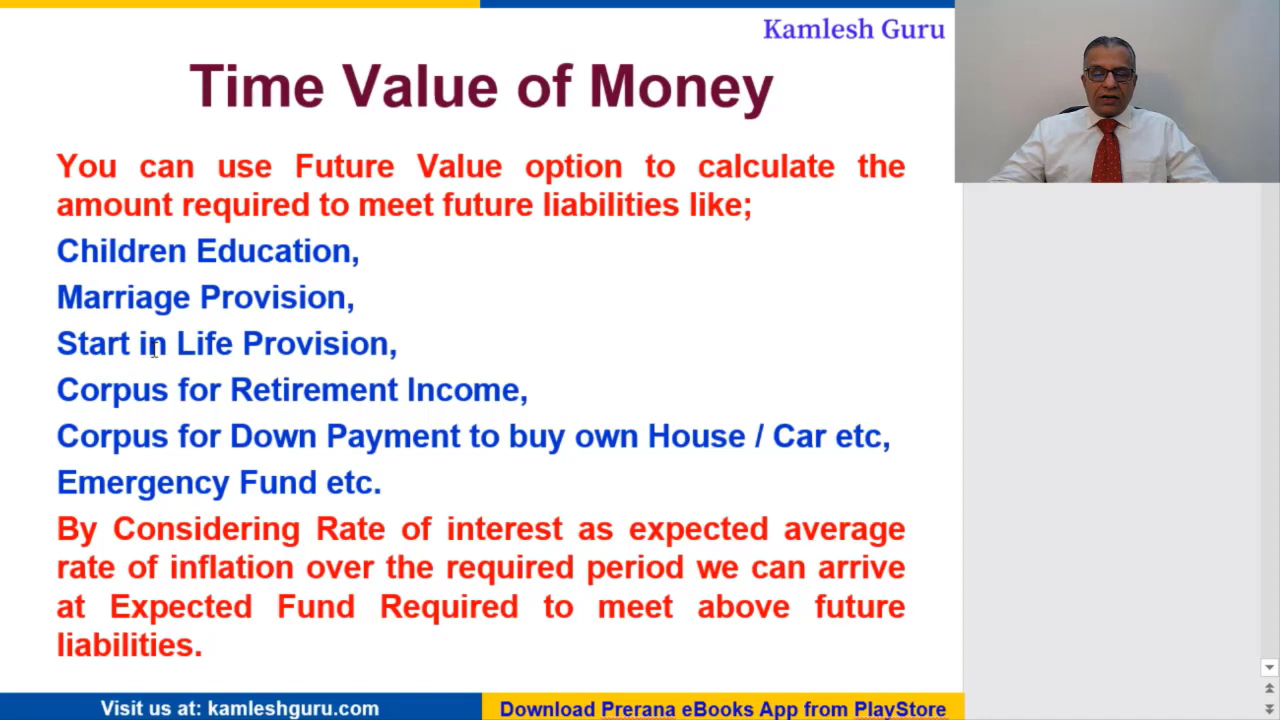 Kamlesh Guru
Time Value of Money
You can use Future Value option to calculate the
amount required to meet future liabilities like;
Children Education,
Marriage Provision,
Start in Life Provision,
Corpus for Retirement Income,
Corpus for Down Payment to buy own House / Car etc,
Emergency Fund etc.
By Considering Rate of interest as expected average
rate of inflation over the required period we can arrive
at Expected Fund Required to meet above future
liabilities.
Visit us at: kamleshguru.com
Download Prerana eBooks App from PlayStore